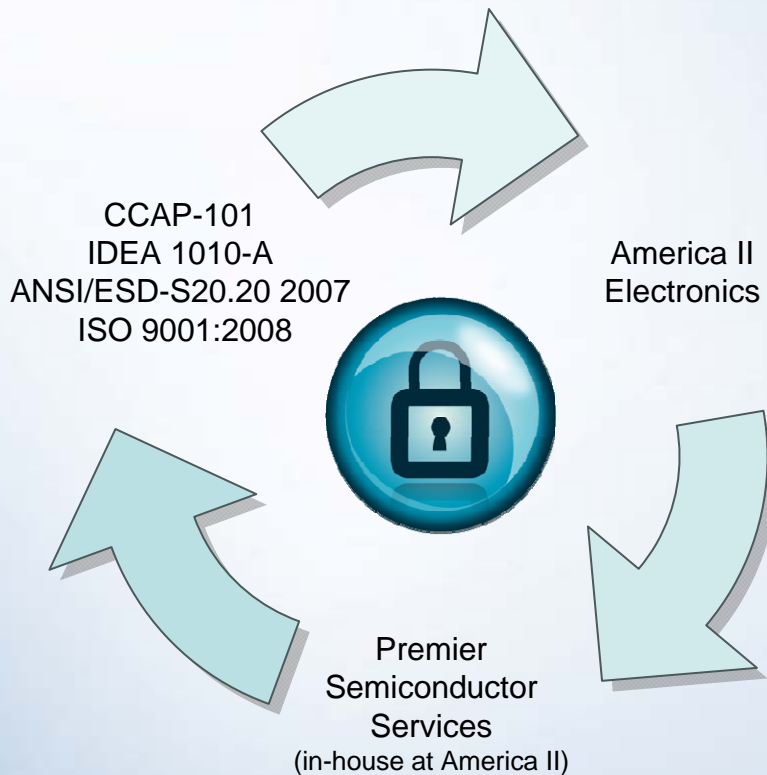 CCAP-101
IDEA 1010-A
ANSI/ESD-S20.20 2007
ISO 9001:2008
America II
Electronics
Premier
Semiconductor
Services
(in-house at America II)